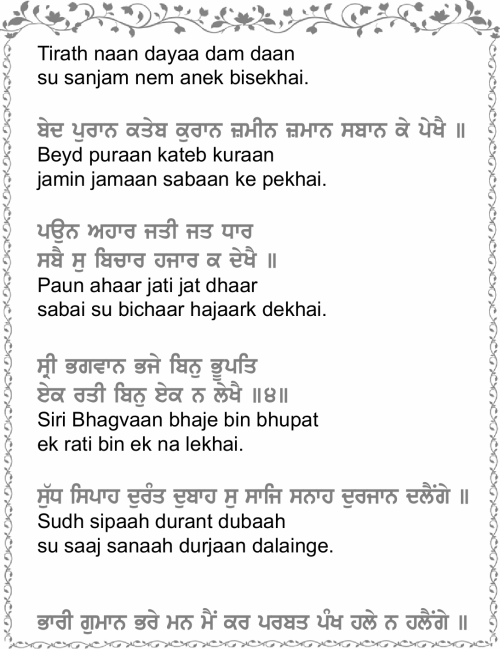 Tirath naan dayaa dam daan
su sanjam nem anek bisekhai.
ਬੇਦ ਪੁਰਾਨ ਕਤੇਬ ਕੁਰਾਨ ਜ਼ਮੀਨ ਜ਼ਮਾਨ ਸਬਾਨ ਕੇ ਪੇਖੈ ॥
Beyd puraan kateb kuraan
jamin jamaan sabaan ke pekhai.
ਪਉਨ ਅਹਾਰ ਜਤੀ ਜਤ ਧਾਰ
ਸਬੈ ਸੁ ਬਿਚਾਰ ਹਜਾਰ ਕ ਦੇਖੈ ॥
Paun ahaar jati jat dhaar
sabai su bichaar hajaark dekhai.
ਸ੍ਰੀ ਭਗਵਾਨ ਭਜੇ ਬਿਨੁ ਭੂਪਤਿ
ਏਕ ਰਤੀ ਬਿਨੁ ਏਕ ਨ ਲੇਖੈ ॥੪॥
Siri Bhagvaan bhaje bin bhupat
ek rati bin ek na lekhai.
ਸੁੱਧ ਸਿਪਾਹ ਦੁਰੰਤ ਦੁਬਾਹ ਸੁ ਸਾਜਿ ਸਨਾਹ ਦੁਰਜਾਨ ਦਲੈਂਗੇ ॥
Sudh sipaah durant dubaah
su saaj sanaah durjaan dalainge.
ਭਾਰੀ ਗੁਮਾਨ ਭਰੇ ਮਨ ਮੈਂ ਕਰ ਪਰਬਤ ਪੰਖ ਹਲੇ ਨ ਹਲੈਂਗੇ ॥